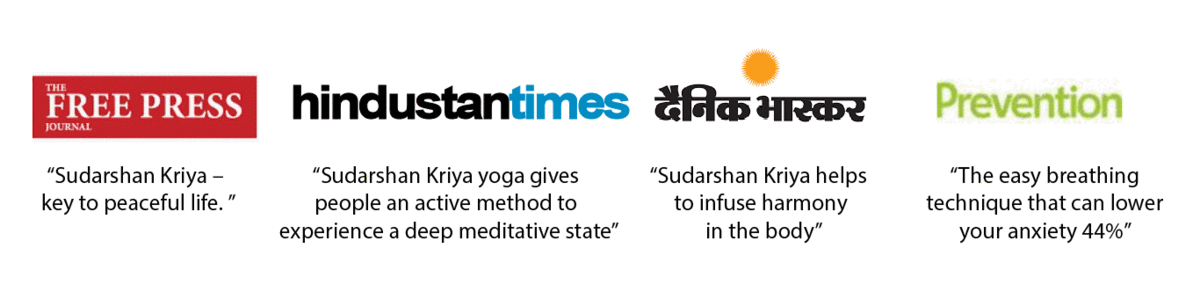 THE
FREE PRESS
JOURNAL
“Sudarshan Kriya –
key to peaceful life. ”
hindustantimes
“Sudarshan Kriya yoga gives
people an active method to
experience a deep meditative state”
दैनिक भास्कर
“Sudarshan Kriya helps
to infuse harmony
in the body”
Prevention
“The easy breathing
technique that can lower
your anxiety 44%”